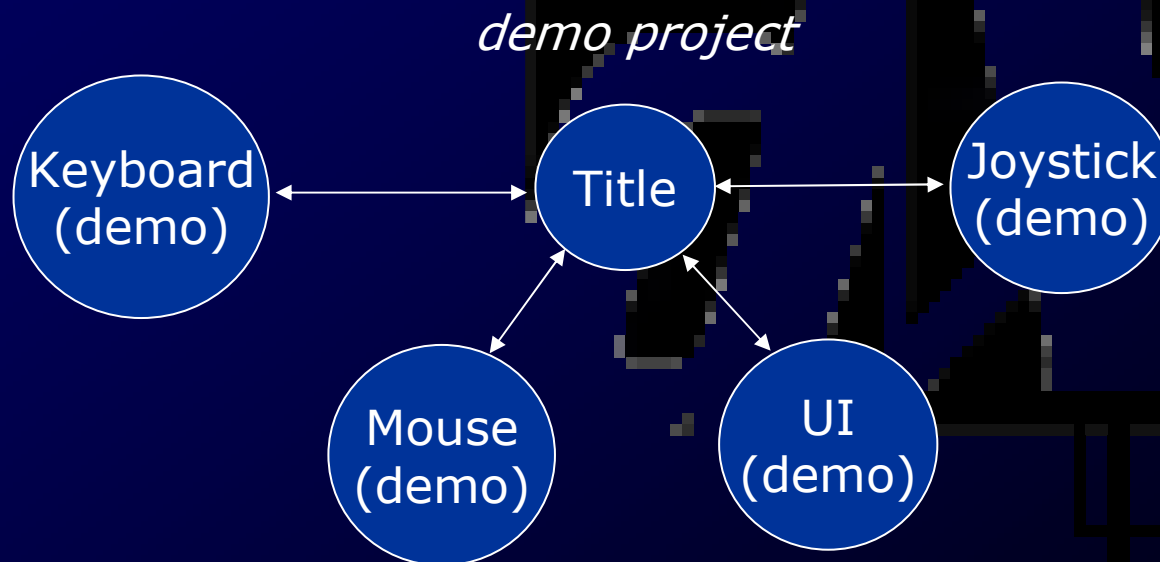 demo project
Keyboard
(demo)
Title
Joystick
(demo)
Mouse
(demo)
UI
(demo)